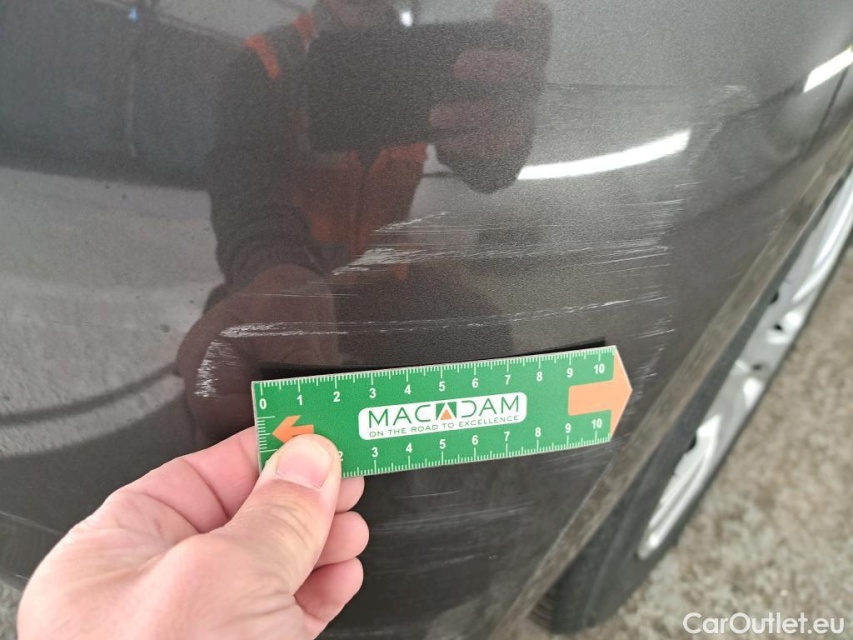 0 1 2 3 4 5 6 7 8 9 10
MACADAM
ON THE ROAD TO EXCELLENCE
2 3 4 5 6 7 8 9 10
CarOutlet.eu